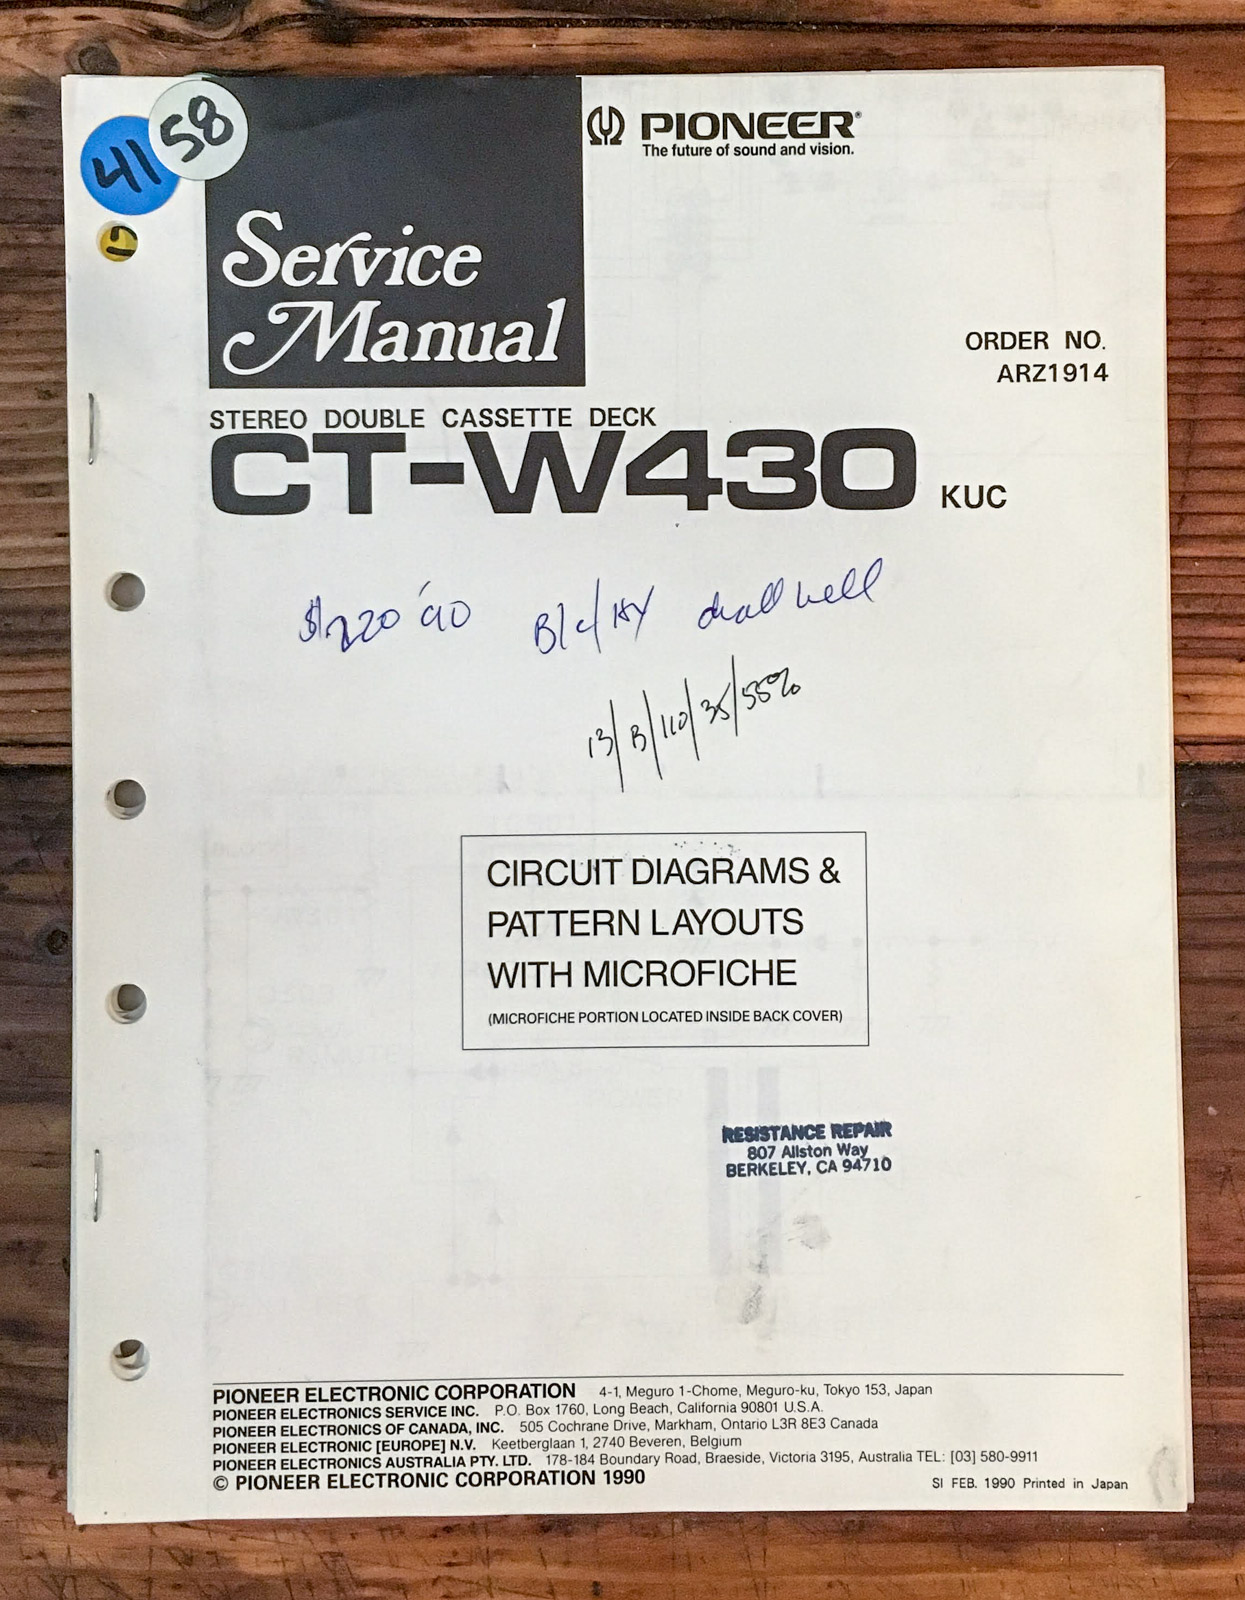 41
58
PIONEER®
The future of sound and vision.
Service
Manual
ORDER NO.
ARZ1914
STEREO DOUBLE CASSETTE DECK
CT-W430 KUC
$220 '90
13/B/110/35/55%
CIRCUIT DIAGRAMS &
PATTERN LAYOUTS
WITH MICROFICHE
(MICROFICHE PORTION LOCATED INSIDE BACK COVER)
RESISTANCE REPAIR
807 Allston Way
BERKELEY, CA 94710
PIONEER ELECTRONIC CORPORATION 4-1, Meguro 1-Chome, Meguro-ku, Tokyo 153, Japan
PIONEER ELECTRONICS SERVICE INC. P.O. Box 1760, Long Beach, California 90801 U.S.A.
PIONEER ELECTRONICS OF CANADA, INC. 505 Cochrane Drive, Markham, Ontario L3R 8E3 Canada
PIONEER ELECTRONIC [EUROPE] N.V. Keetberglaan 1, 2740 Beveren, Belgium
PIONEER ELECTRONICS AUSTRALIA PTY. LTD. 178-184 Boundary Road, Braeside, Victoria 3195, Australia TEL: [03] 580-9911
© PIONEER ELECTRONIC CORPORATION 1990
SI FEB. 1990 Printed in Japan